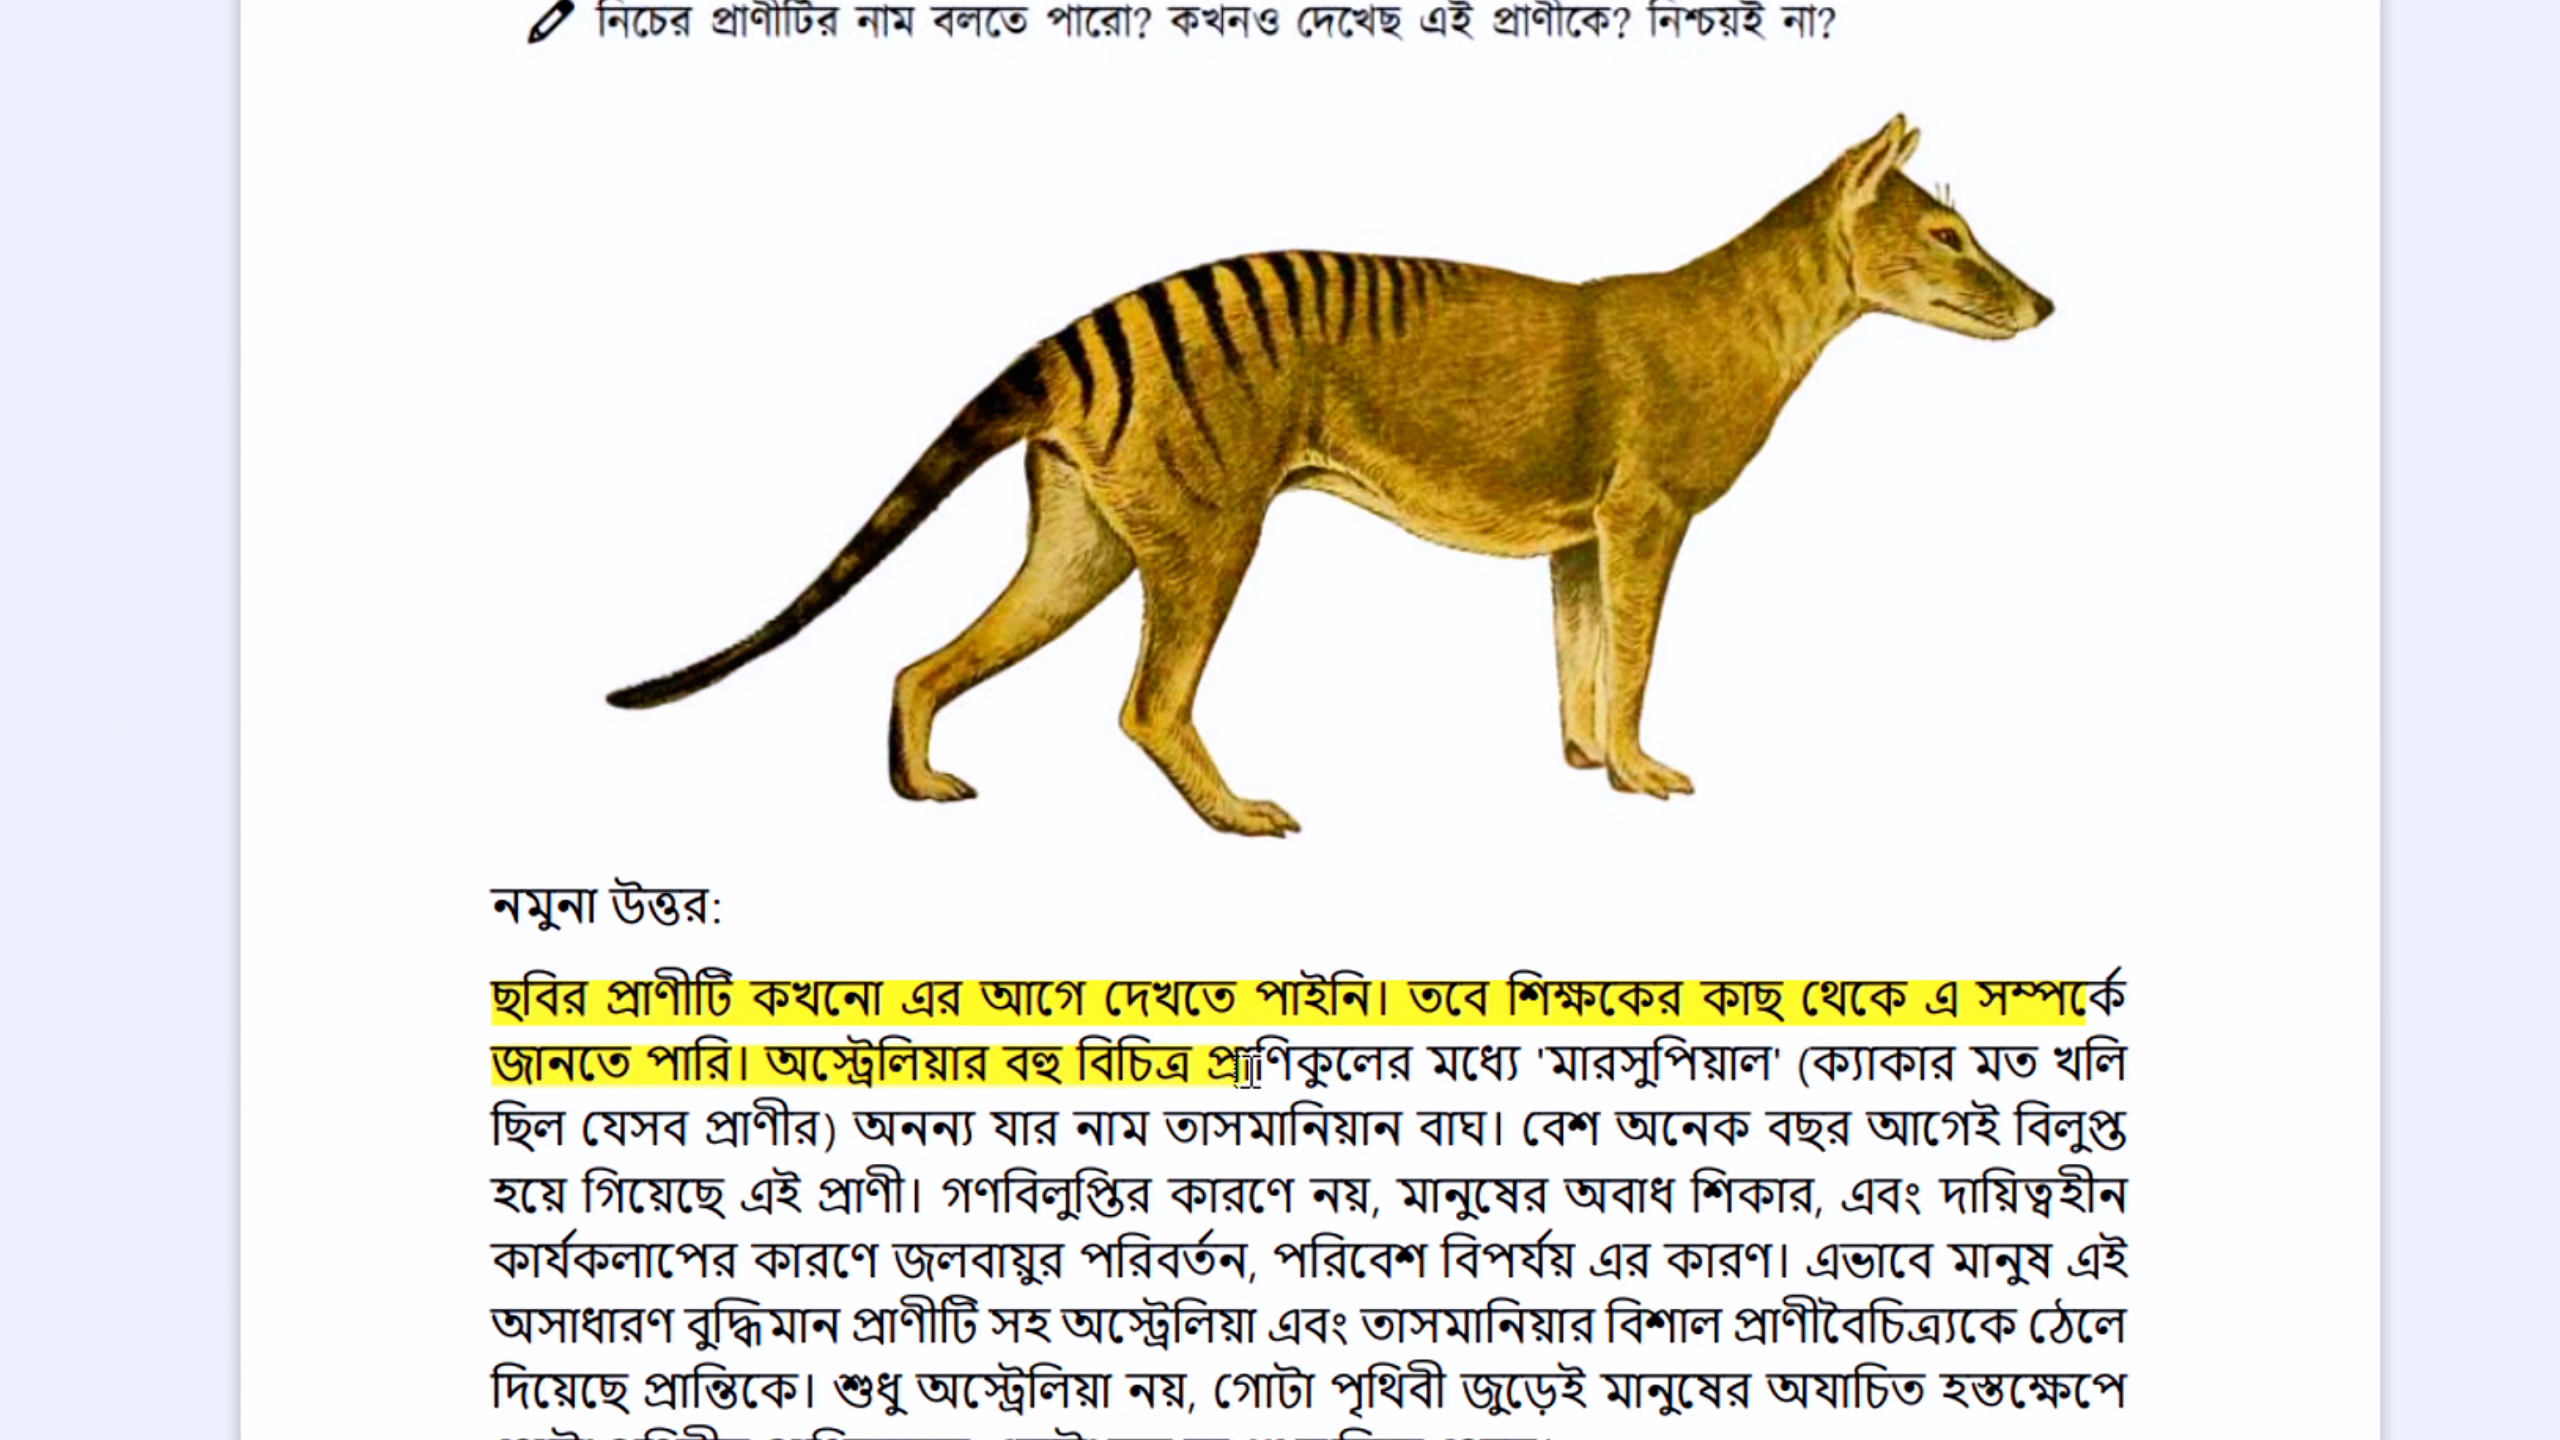 নিচের প্রাণীটির নাম বলতে পারো? কখনও দেখেছ এই প্রাণীকে? নিশ্চয়ই না?
নমুনা উত্তর:
ছবির প্রাণীটি কখনো এর আগে দেখতে পাইনি। তবে শিক্ষকের কাছ থেকে এ সম্পর্কে
জানতে পারি। অস্ট্রেলিয়ার বহু বিচিত্র প্রাণিকুলের মধ্যে 'মারসুপিয়াল' (ক্যাকার মত খলি
ছিল যেসব প্রাণীর) অনন্য যার নাম তাসমানিয়ান বাঘ। বেশ অনেক বছর আগেই বিলুপ্ত
হয়ে গিয়েছে এই প্রাণী। গণবিলুপ্তির কারণে নয়, মানুষের অবাধ শিকার, এবং দায়িত্বহীন
কার্যকলাপের কারণে জলবায়ুর পরিবর্তন, পরিবেশ বিপর্যয় এর কারণ। এভাবে মানুষ এই
অসাধারণ বুদ্ধিমান প্রাণীটি সহ অস্ট্রেলিয়া এবং তাসমানিয়ার বিশাল প্রাণীবৈচিত্র্যকে ঠেলে
দিয়েছে প্রান্তিকে। শুধু অস্ট্রেলিয়া নয়, গোটা পৃথিবী জুড়েই মানুষের অযাচিত হস্তক্ষেপে